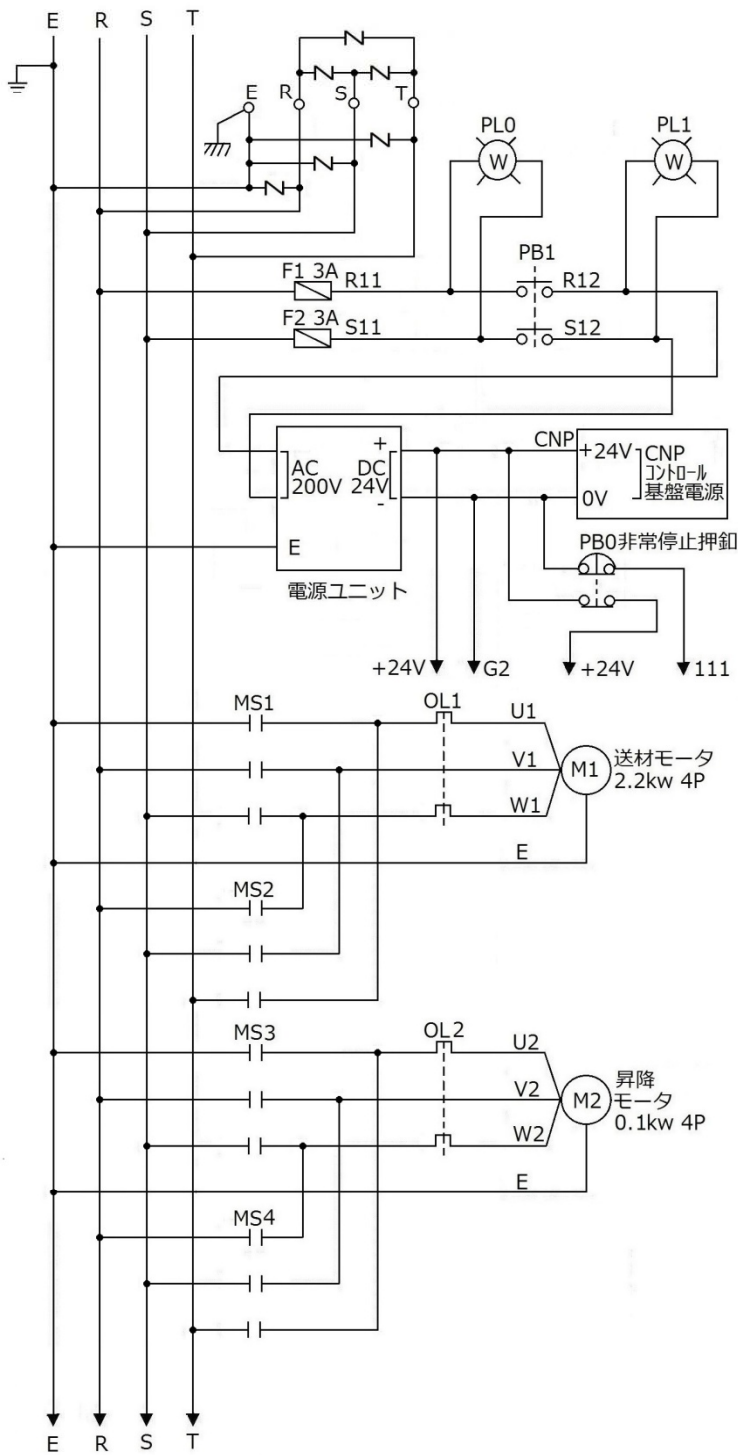 E R S T
E R S T
PL0 PL1
W W
PB1
F1 3A R11 R12
F2 3A S11 S12
AC
200V
DC
24V
+
-
E
電源ユニット
CNP
+24V
0V
CNP
コントロール
基盤電源
PB0非常停止押釦
+24V G2 +24V 111
MS1 OL1 U1
V1
W1
E
M1
送材モータ
2.2kw 4P
MS2
MS3 OL2 U2
V2
W2
E
M2
昇降
モータ
0.1kw 4P
MS4
E R S T